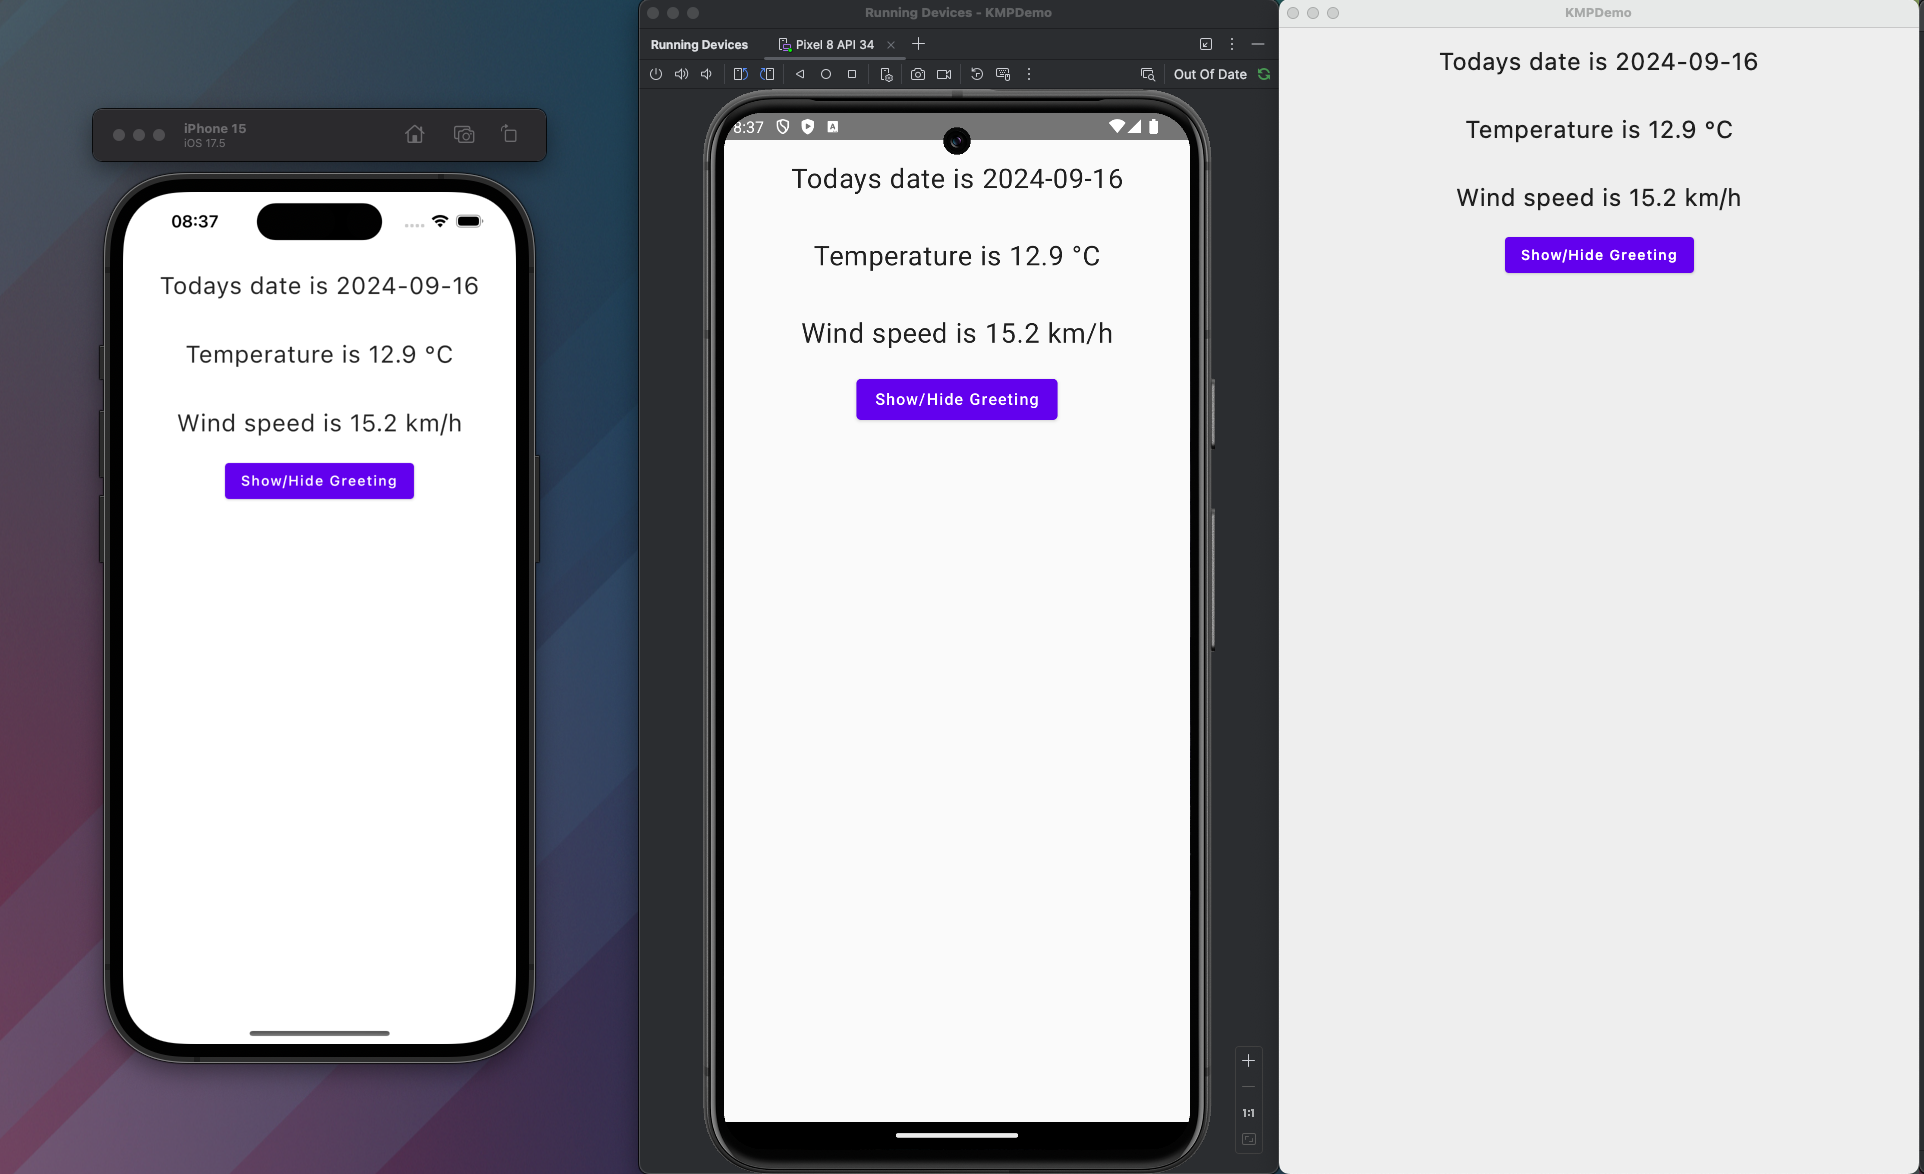 iPhone 15
iOS 17.5
08:37
Todays date is 2024-09-16
Temperature is 12.9 °C
Wind speed is 15.2 km/h
Show/Hide Greeting
Running Devices - KMPDemo
Running Devices
Pixel 8 API 34
Out Of Date
8:37
A
Todays date is 2024-09-16
Temperature is 12.9 °C
Wind speed is 15.2 km/h
Show/Hide Greeting
1:1
KMPDemo
Todays date is 2024-09-16
Temperature is 12.9 °C
Wind speed is 15.2 km/h
Show/Hide Greeting